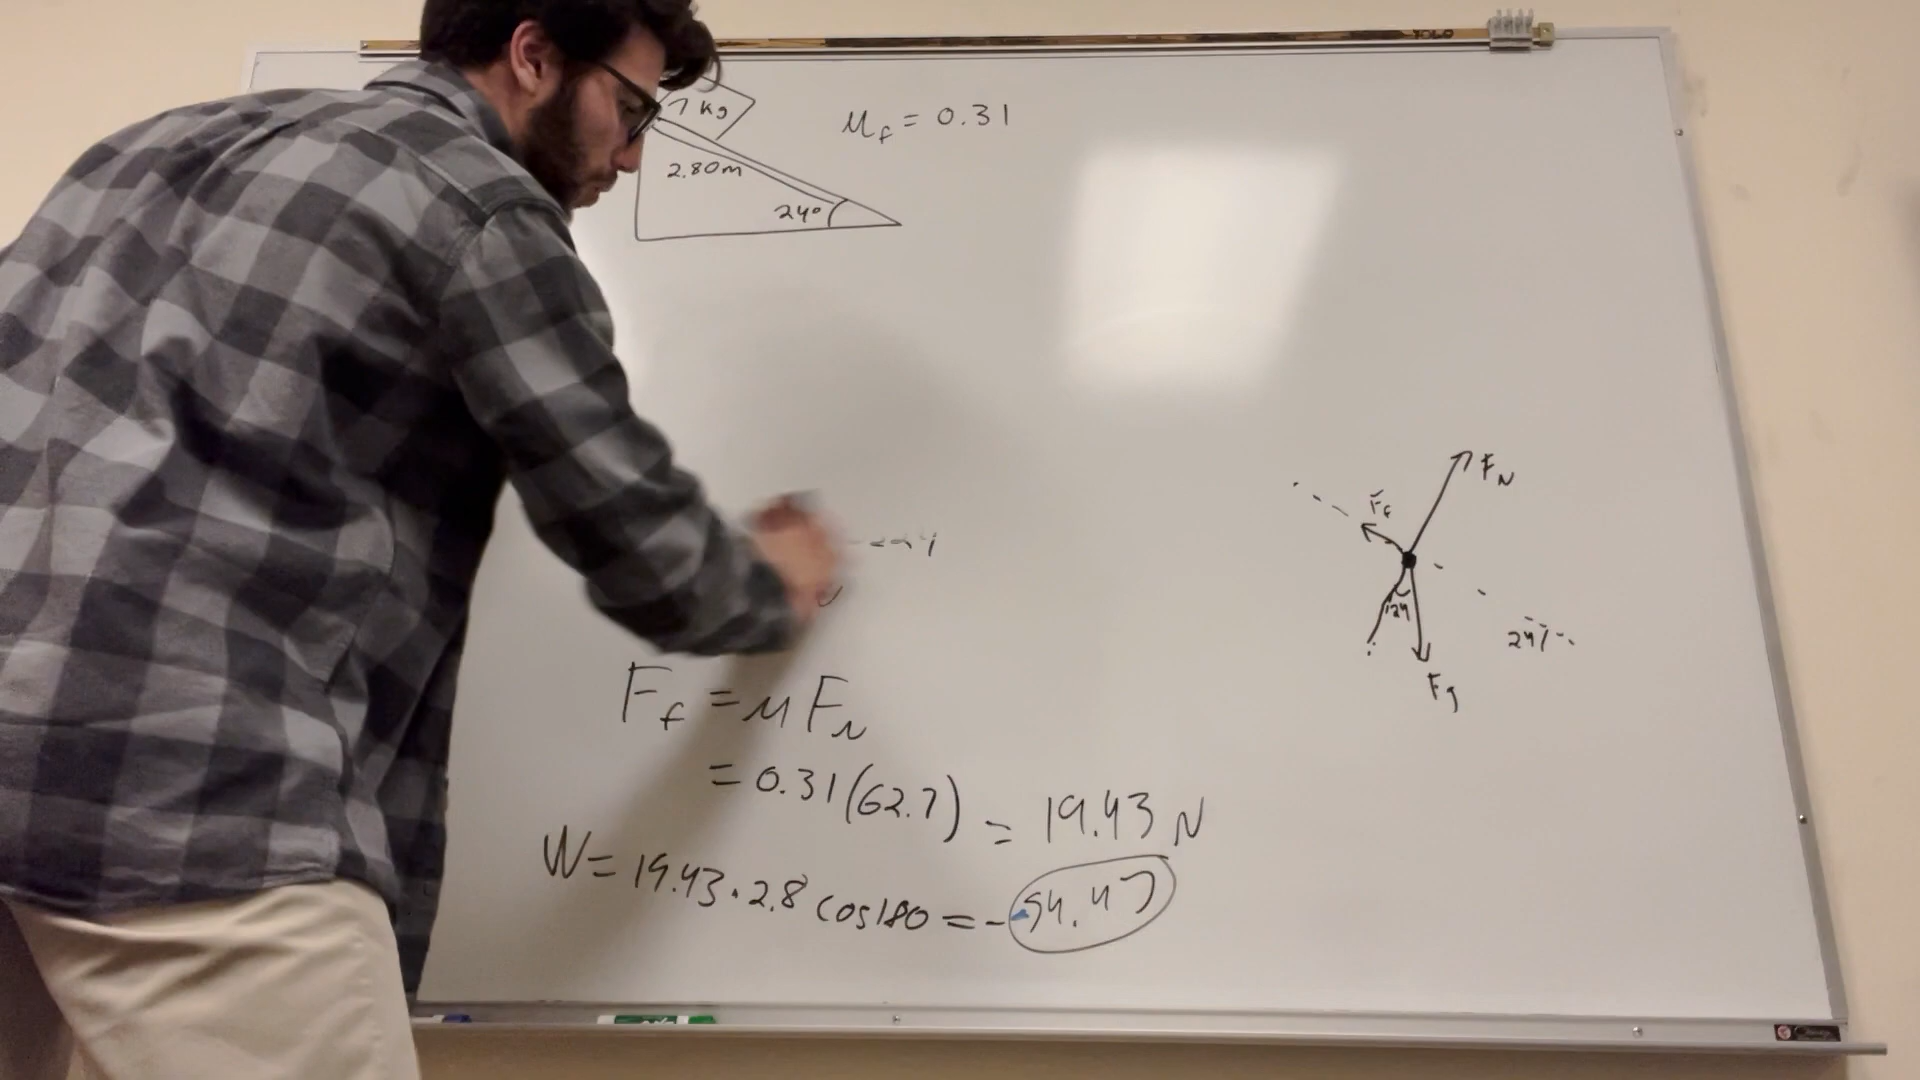 7 kg
μf = 0.31
2.80m
24°
FN
Ff
24
24
Fg
Ff = μFN
= 0.31(62.7) = 19.43 N
W = 19.43 · 2.8 cos180 = -54.47